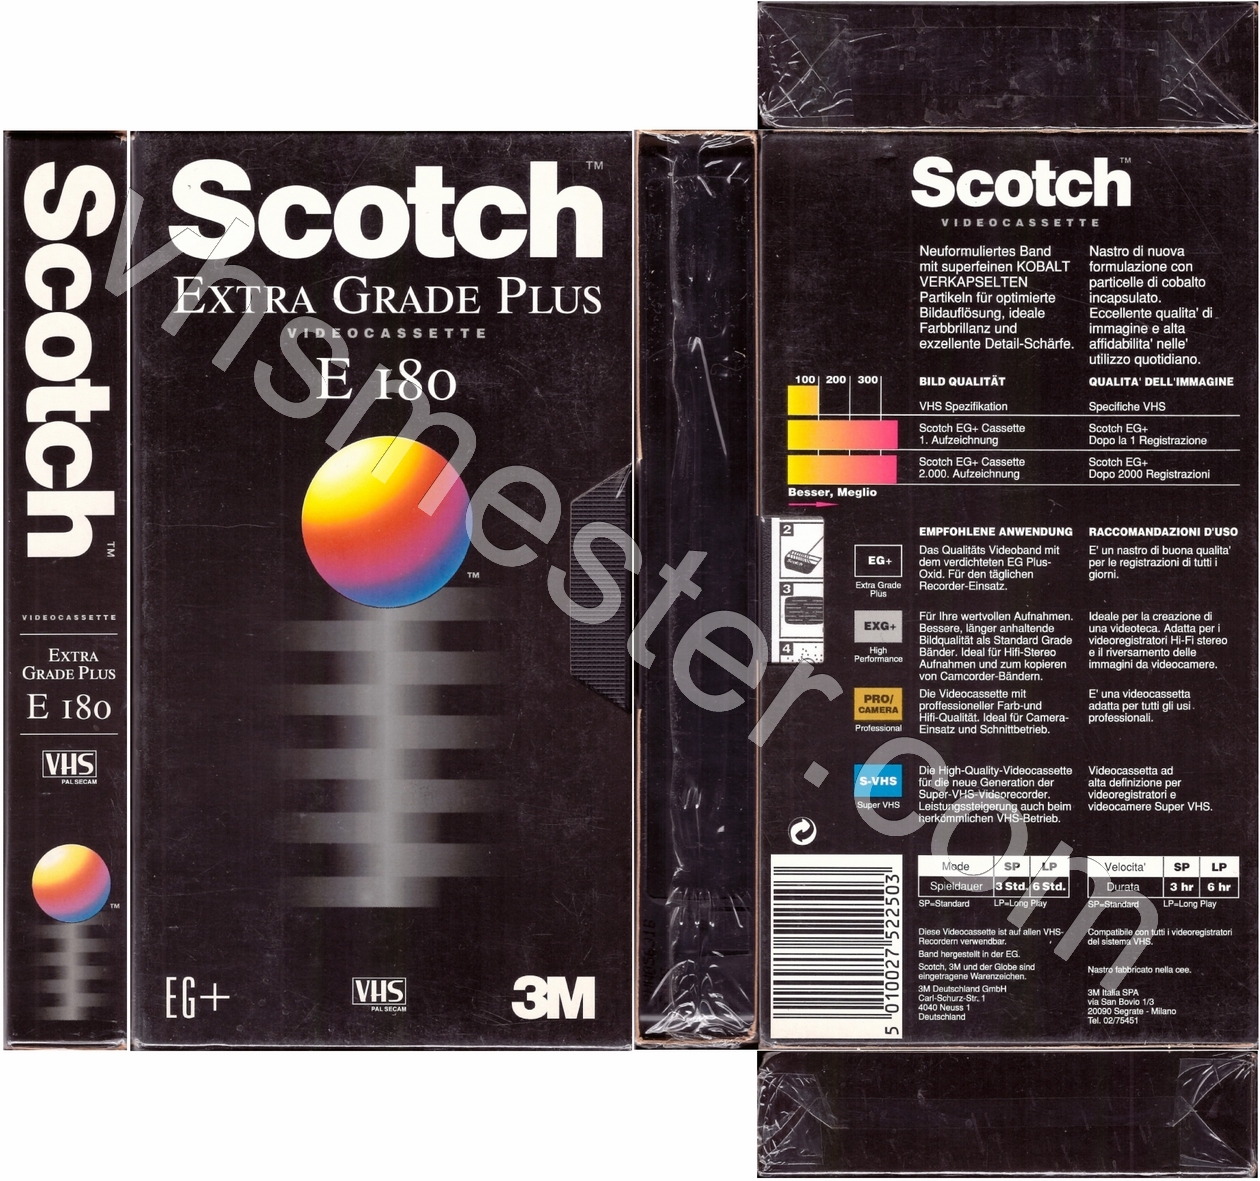 Scotch™
VIDEOCASSETTE
EXTRA
GRADE PLUS
E 180
VHS
PAL SECAM
™
Scotch™
EXTRA GRADE PLUS
VIDEOCASSETTE
E 180
™
EG+
VHS
PAL SECAM
3M
Scotch™
VIDEOCASSETTE
Neuformuliertes Band
mit superfeinen KOBALT
VERKAPSELTEN
Partikeln für optimierte
Bildauflösung, ideale
Farbbrillanz und
exzellente Detail-Schärfe.
Nastro di nuova
formulazione con
particelle di cobalto
incapsulato.
Eccellente qualita' di
immagine e alta
affidabilita' nelle'
utilizzo quotidiano.
100 200 300
BILD QUALITÄT
QUALITA' DELL'IMMAGINE
VHS Spezifikation
Specifiche VHS
Scotch EG+ Cassette
1. Aufzeichnung
Scotch EG+
Dopo la 1 Registrazione
Scotch EG+ Cassette
2.000. Aufzeichnung
Scotch EG+
Dopo 2000 Registrazioni
Besser, Meglio
2
3
4
EMPFOHLENE ANWENDUNG
RACCOMANDAZIONI D'USO
EG+
Extra Grade
Plus
Das Qualitäts Videoband mit
dem verdichteten EG Plus-
Oxid. Für den täglichen
Recorder-Einsatz.
E' un nastro di buona qualita'
per le registrazioni di tutti i
giorni.
EXG+
High
Performance
Für Ihre wertvollen Aufnahmen.
Bessere, länger anhaltende
Bildqualität als Standard Grade
Bänder. Ideal für Hifi-Stereo
Aufnahmen und zum kopieren
von Camcorder-Bändern.
Ideale per la creazione di
una videoteca. Adatta per i
videoregistratori Hi-Fi stereo
e il riversamento delle
immagini da videocamere.
PRO/
CAMERA
Professional
Die Videocassette mit
professioneller Farb-und
Hifi-Qualität. Ideal für Camera-
Einsatz und Schnittbetrieb.
E' una videocassetta
adatta per tutti gli usi
professionali.
S-VHS
Super VHS
Die High-Quality-Videocassette
für die neue Generation der
Super-VHS-Videorecorder.
Leistungssteigerung auch beim
herkömmlichen VHS-Betrieb.
Videocassetta ad
alta definizione per
videoregistratori e
videocamere Super VHS.
Mode SP LP
Spieldauer 3 Std. 6 Std.
SP=Standard LP=Long Play
Velocita' SP LP
Durata 3 hr 6 hr
SP=Standard LP=Long Play
Diese Videocassette ist auf allen VHS-
Recordern verwendbar.
Band hergestellt in der EG.
Scotch, 3M und der Globe sind
eingetragene Warenzeichen.
3M Deutschland GmbH
Carl-Schurz-Str. 1
4040 Neuss 1
Deutschland
Compatibile con tutti i videoregistratori
del sistema VHS.
Nastro fabbricato nella cee.
3M Italia SPA
via San Bovio 1/3
20090 Segrate - Milano
Tel. 02/75451
5 010027 522503
vhsmester.com